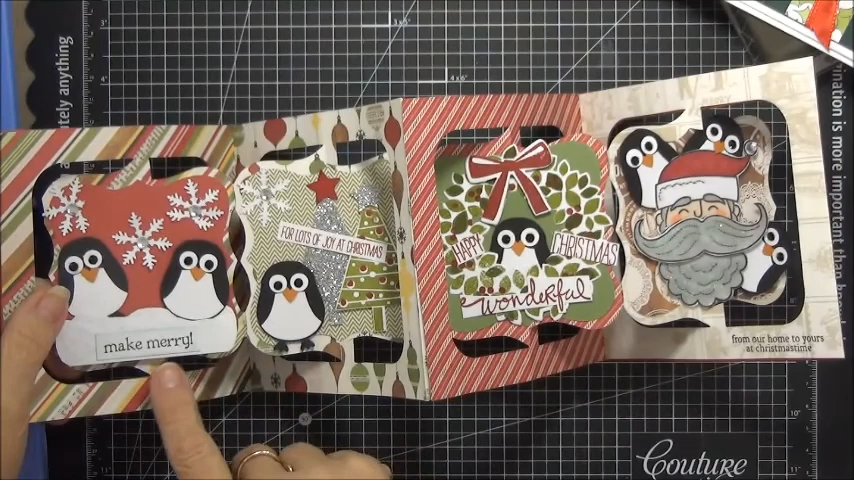 make merry!
FOR LOTS OF JOY AT CHRISTMAS
HAPPY
CHRISTMAS
wonderful
from our home to yours
at christmastime
tely anything
ination is more important than
Couture